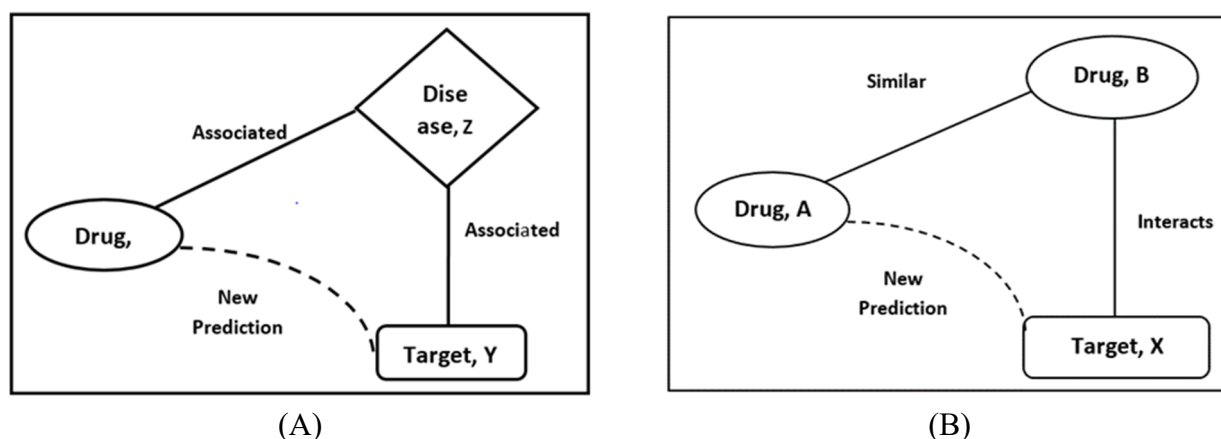 Dise
ase, Z
Associated
Drug,
Associated
New
Prediction
Target, Y
(A)
Drug, B
Similar
Drug, A
Interacts
New
Prediction
Target, X
(B)